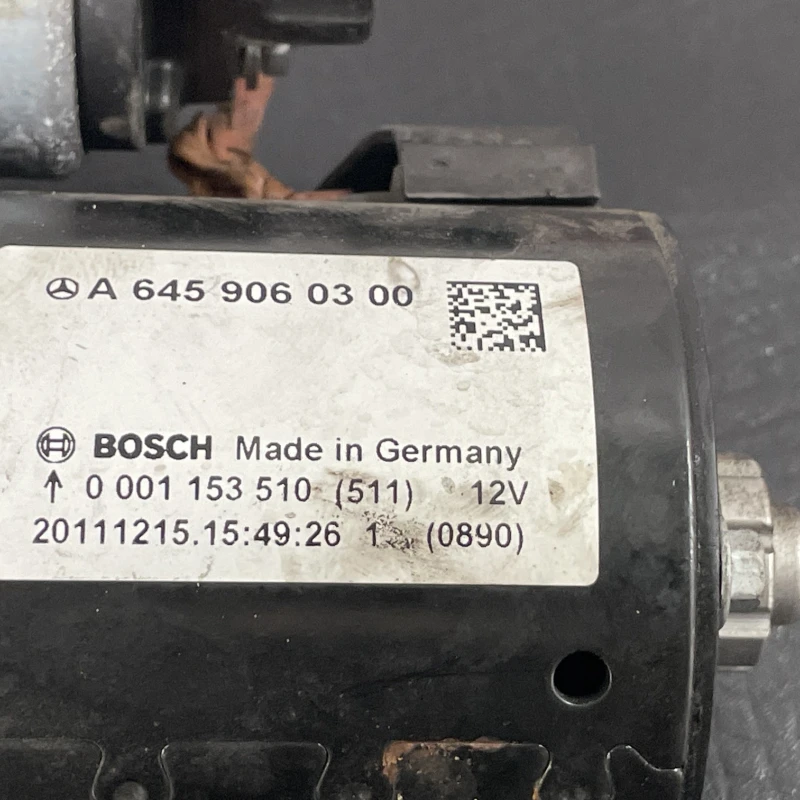 A 645 906 03 00
BOSCH Made in Germany
↑ 0 001 153 510 (511) 12V
20111215.15:49:26 1 (0890)